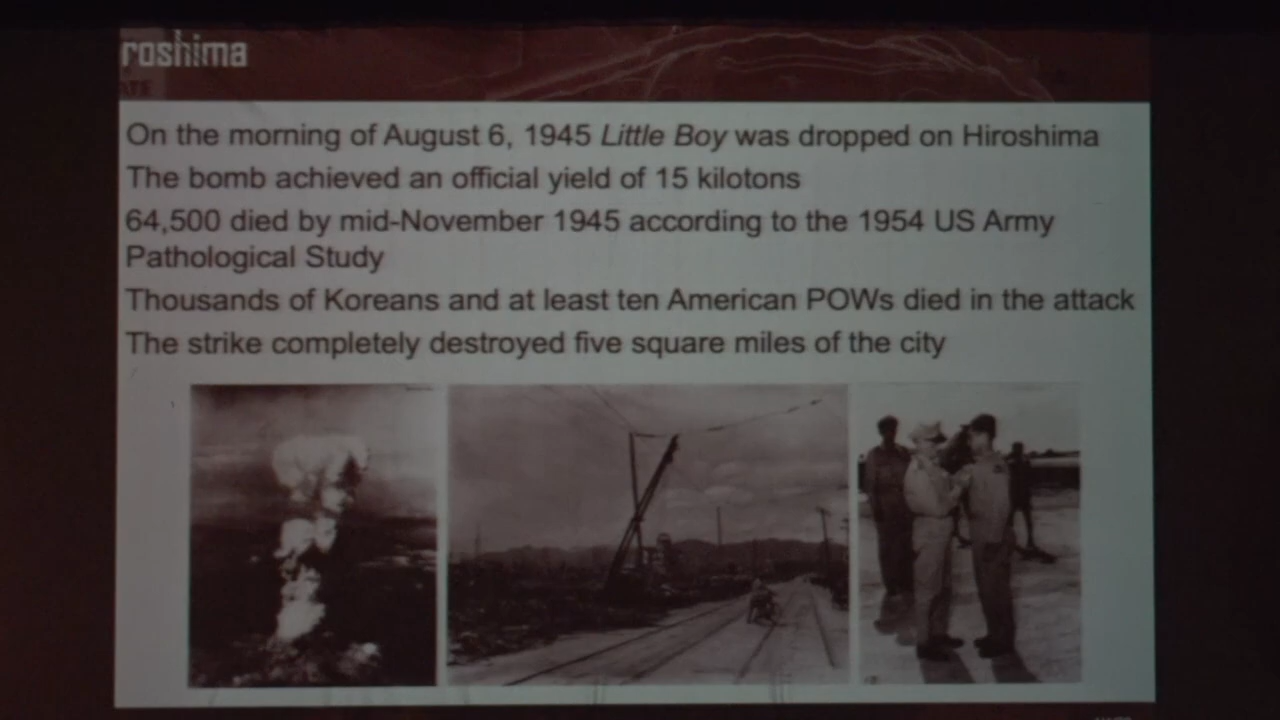 roshima
ATE
On the morning of August 6, 1945 Little Boy was dropped on Hiroshima
The bomb achieved an official yield of 15 kilotons
64,500 died by mid-November 1945 according to the 1954 US Army
Pathological Study
Thousands of Koreans and at least ten American POWs died in the attack
The strike completely destroyed five square miles of the city